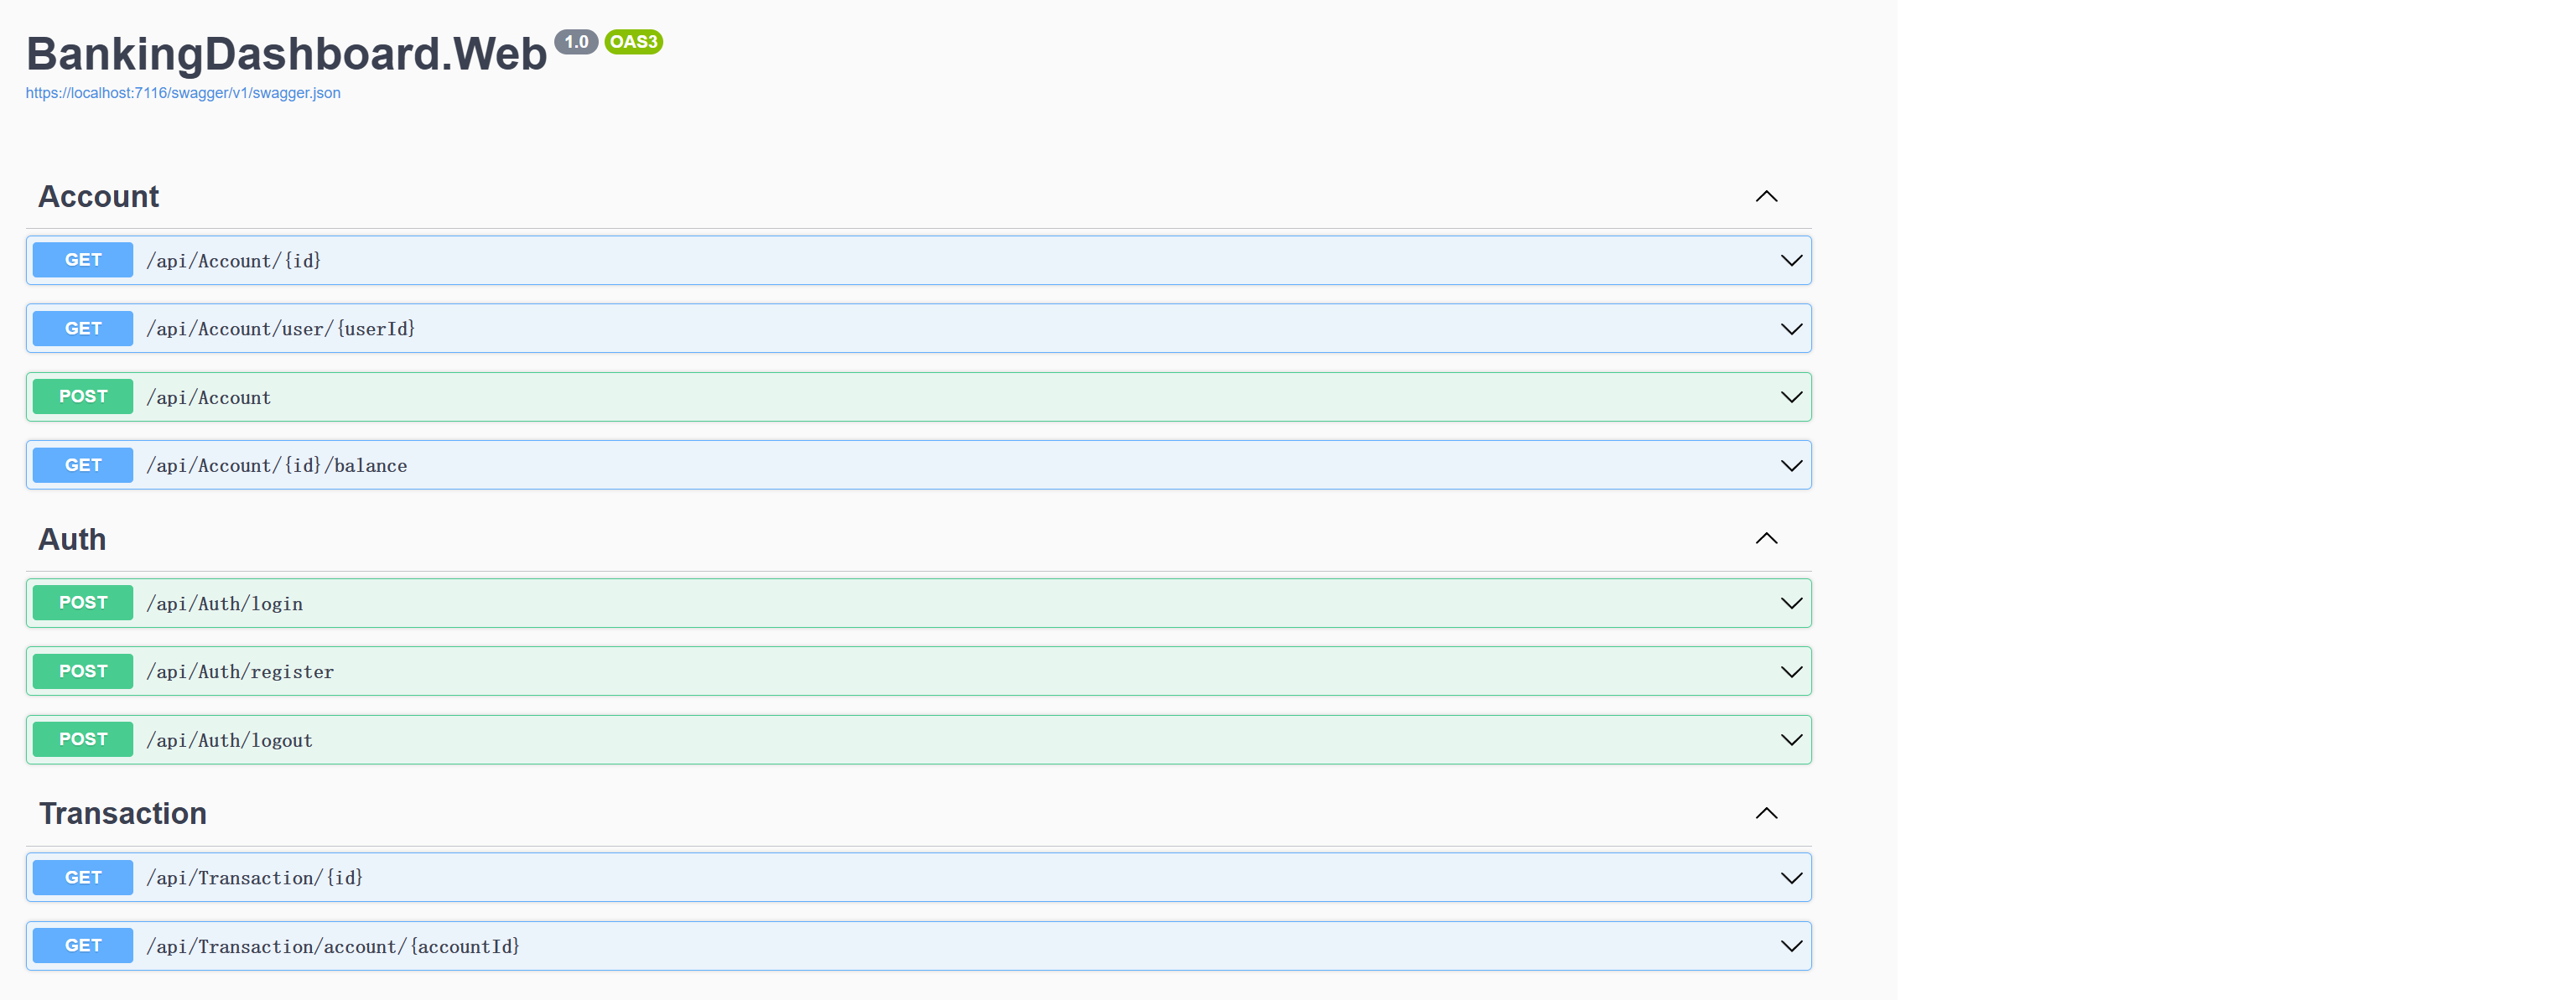 BankingDashboard.Web 1.0 OAS3
https://localhost:7116/swagger/v1/swagger.json
Account
GET /api/Account/{id}
GET /api/Account/user/{userId}
POST /api/Account
GET /api/Account/{id}/balance
Auth
POST /api/Auth/login
POST /api/Auth/register
POST /api/Auth/logout
Transaction
GET /api/Transaction/{id}
GET /api/Transaction/account/{accountId}